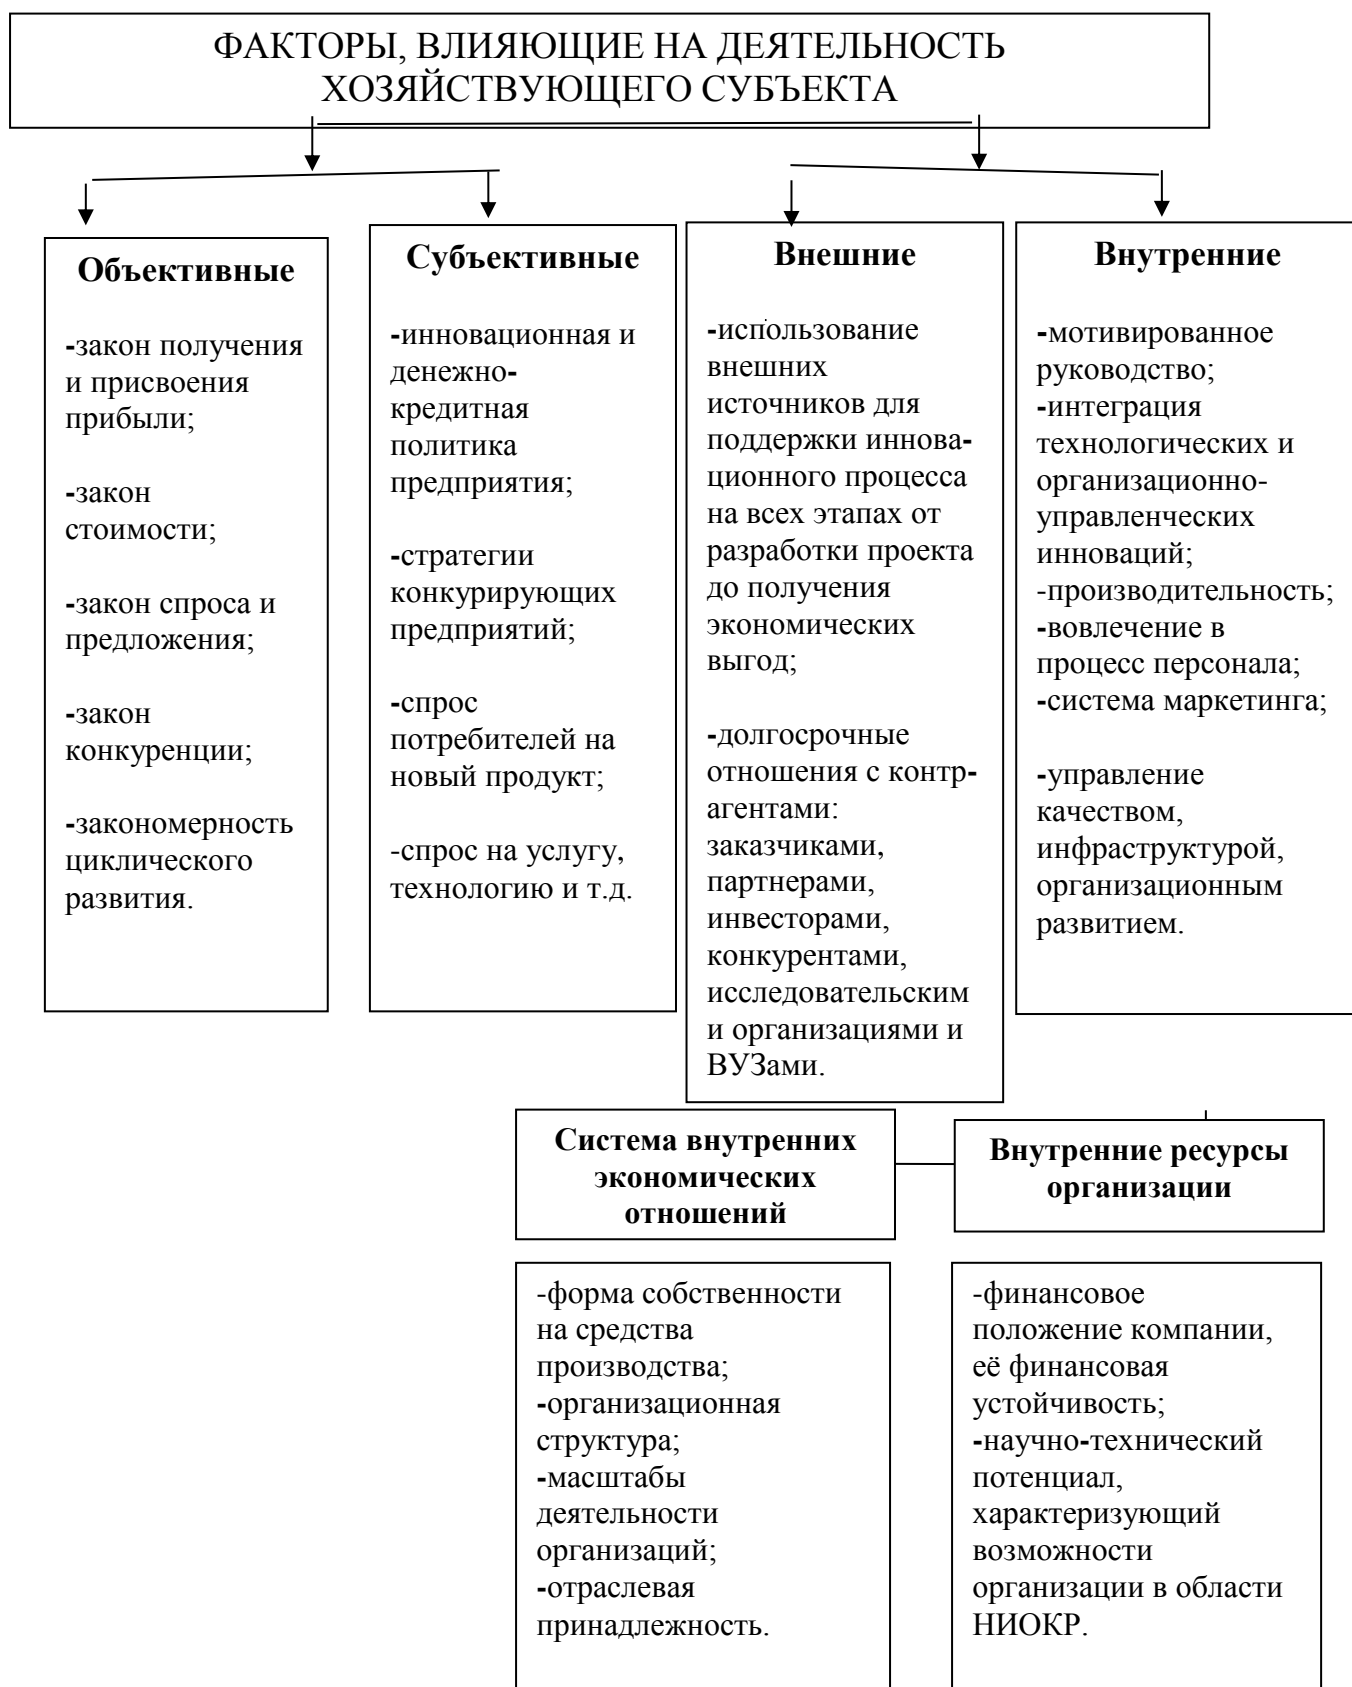 ФАКТОРЫ, ВЛИЯЮЩИЕ НА ДЕЯТЕЛЬНОСТЬ
ХОЗЯЙСТВУЮЩЕГО СУБЪЕКТА
Объективные
-закон получения
и присвоения
прибыли;
-закон
стоимости;
-закон спроса и
предложения;
-закон
конкуренции;
-закономерность
циклического
развития.
Субъективные
-инновационная и
денежно-
кредитная
политика
предприятия;
-стратегии
конкурирующих
предприятий;
-спрос
потребителей на
новый продукт;
-спрос на услугу,
технологию и т.д.
Внешние
-использование
внешних
источников для
поддержки иннова-
ционного процесса
на всех этапах от
разработки проекта
до получения
экономических
выгод;
-долгосрочные
отношения с контр-
агентами:
заказчиками,
партнерами,
инвесторами,
конкурентами,
исследовательским
и организациями и
ВУЗами.
Внутренние
-мотивированное
руководство;
-интеграция
технологических и
организационно-
управленческих
инноваций;
-производительность;
-вовлечение в
процесс персонала;
-система маркетинга;
-управление
качеством,
инфраструктурой,
организационным
развитием.
Система внутренних
экономических
отношений
Внутренние ресурсы
организации
-форма собственности
на средства
производства;
-организационная
структура;
-масштабы
деятельности
организаций;
-отраслевая
принадлежность.
-финансовое
положение компании,
её финансовая
устойчивость;
-научно-технический
потенциал,
характеризующий
возможности
организации в области
НИОКР.